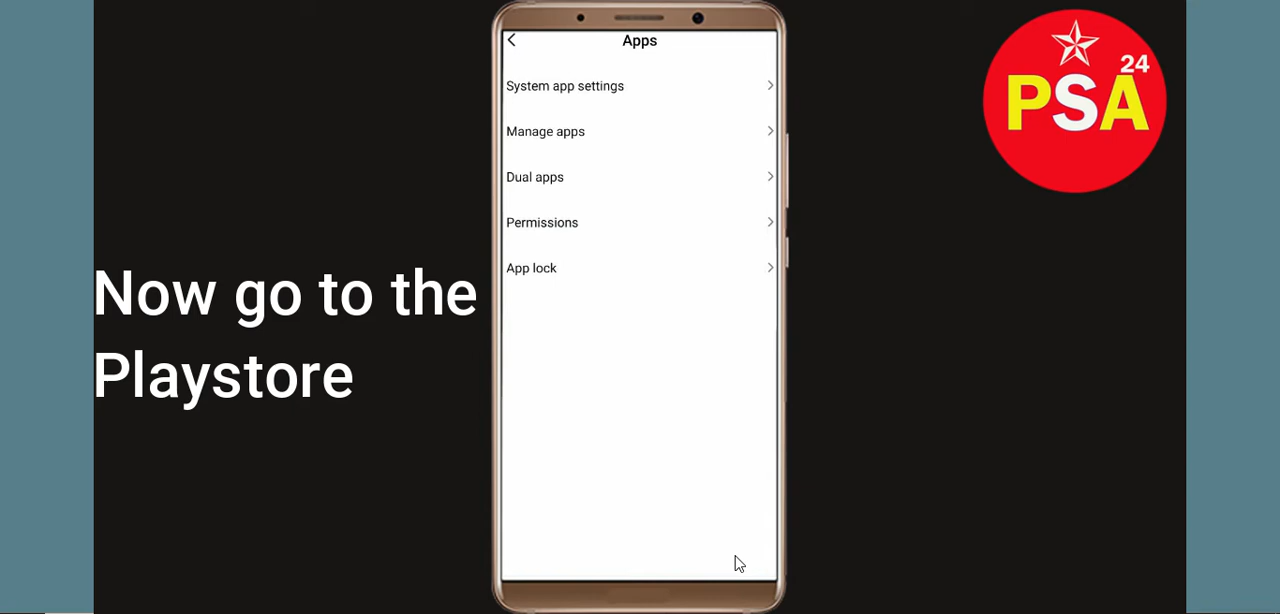 Apps
System app settings
Manage apps
Dual apps
Permissions
App lock
Now go to the
Playstore
24
PSA